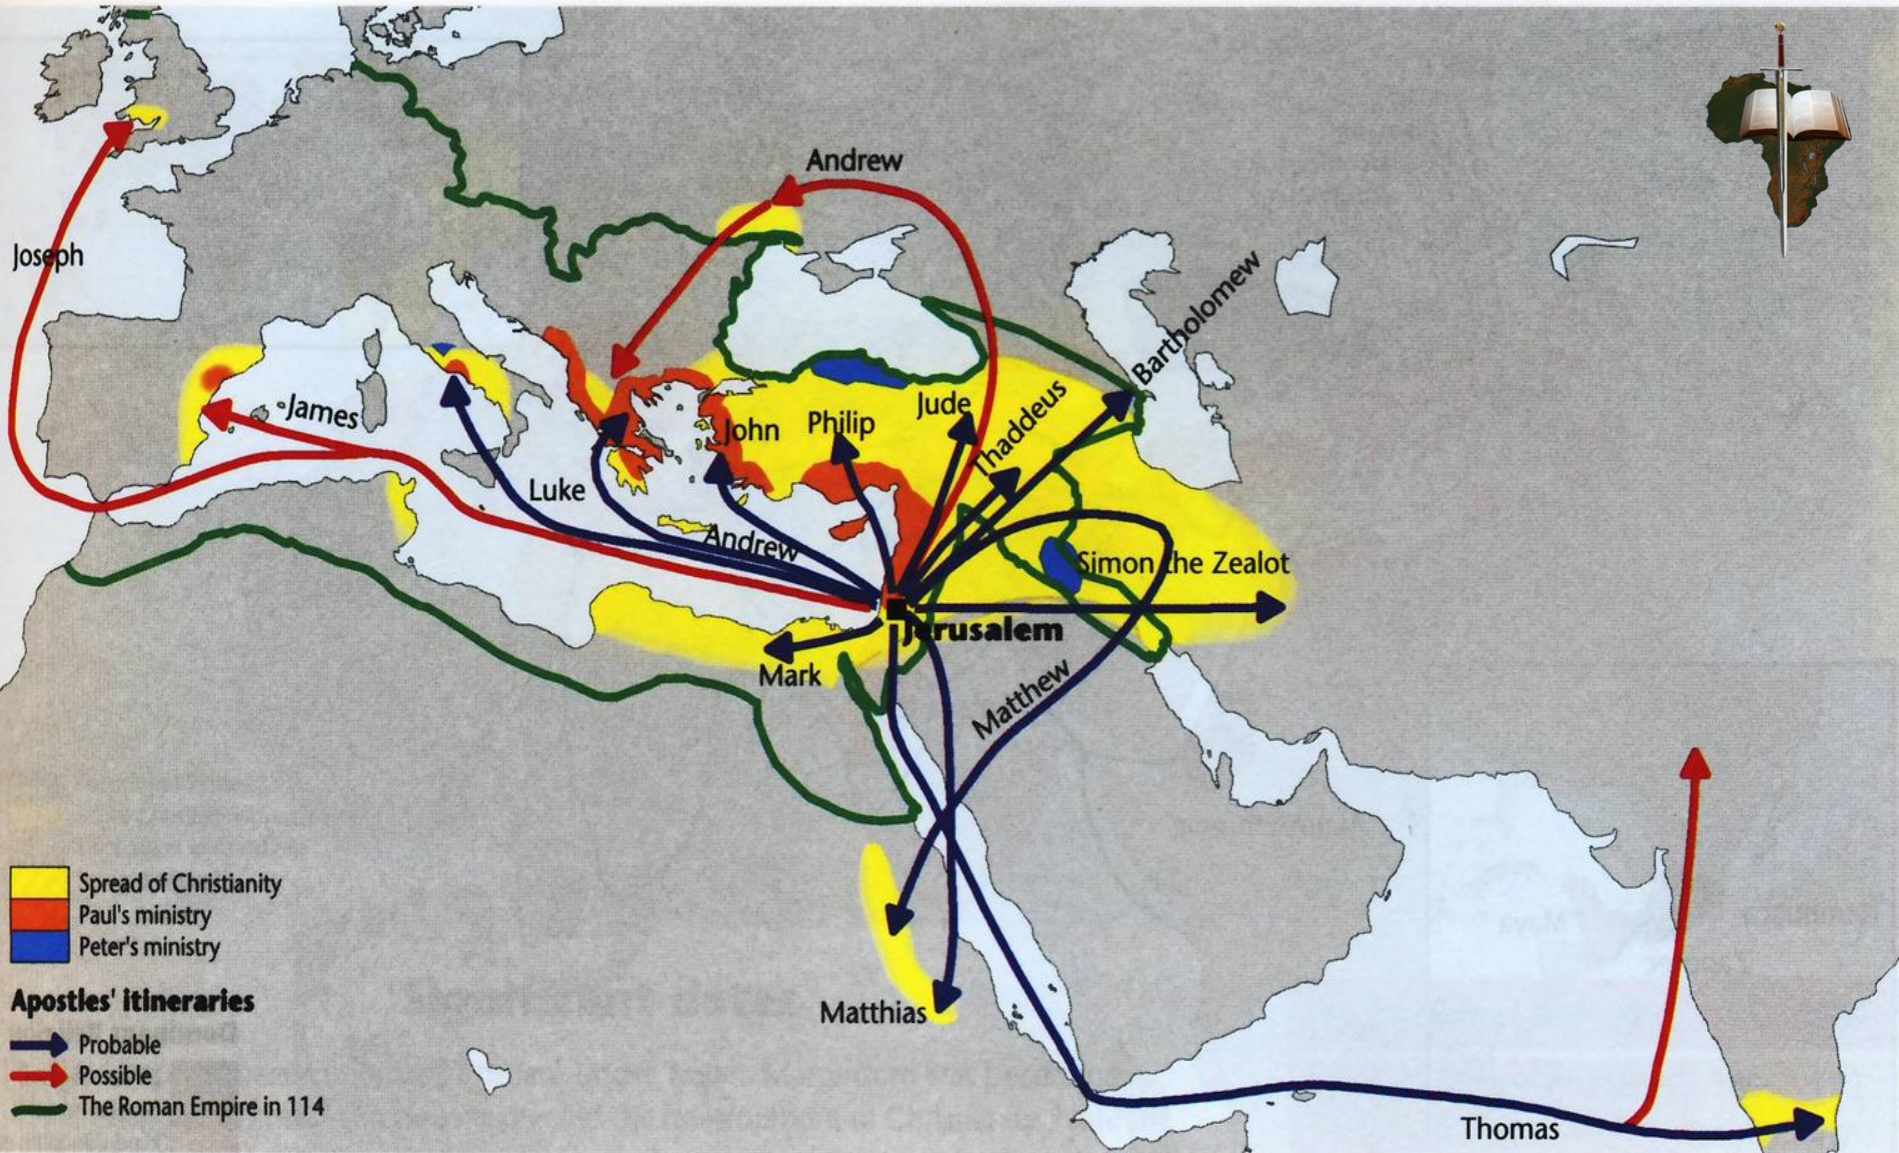 Andrew
Joseph
Bartholomew
James
John
Philip
Jude
Thaddeus
Luke
Andrew
Simon the Zealot
Jerusalem
Mark
Matthew
Spread of Christianity
Paul's ministry
Peter's ministry
Apostles' itineraries
Probable
Possible
The Roman Empire in 114
Matthias
Thomas